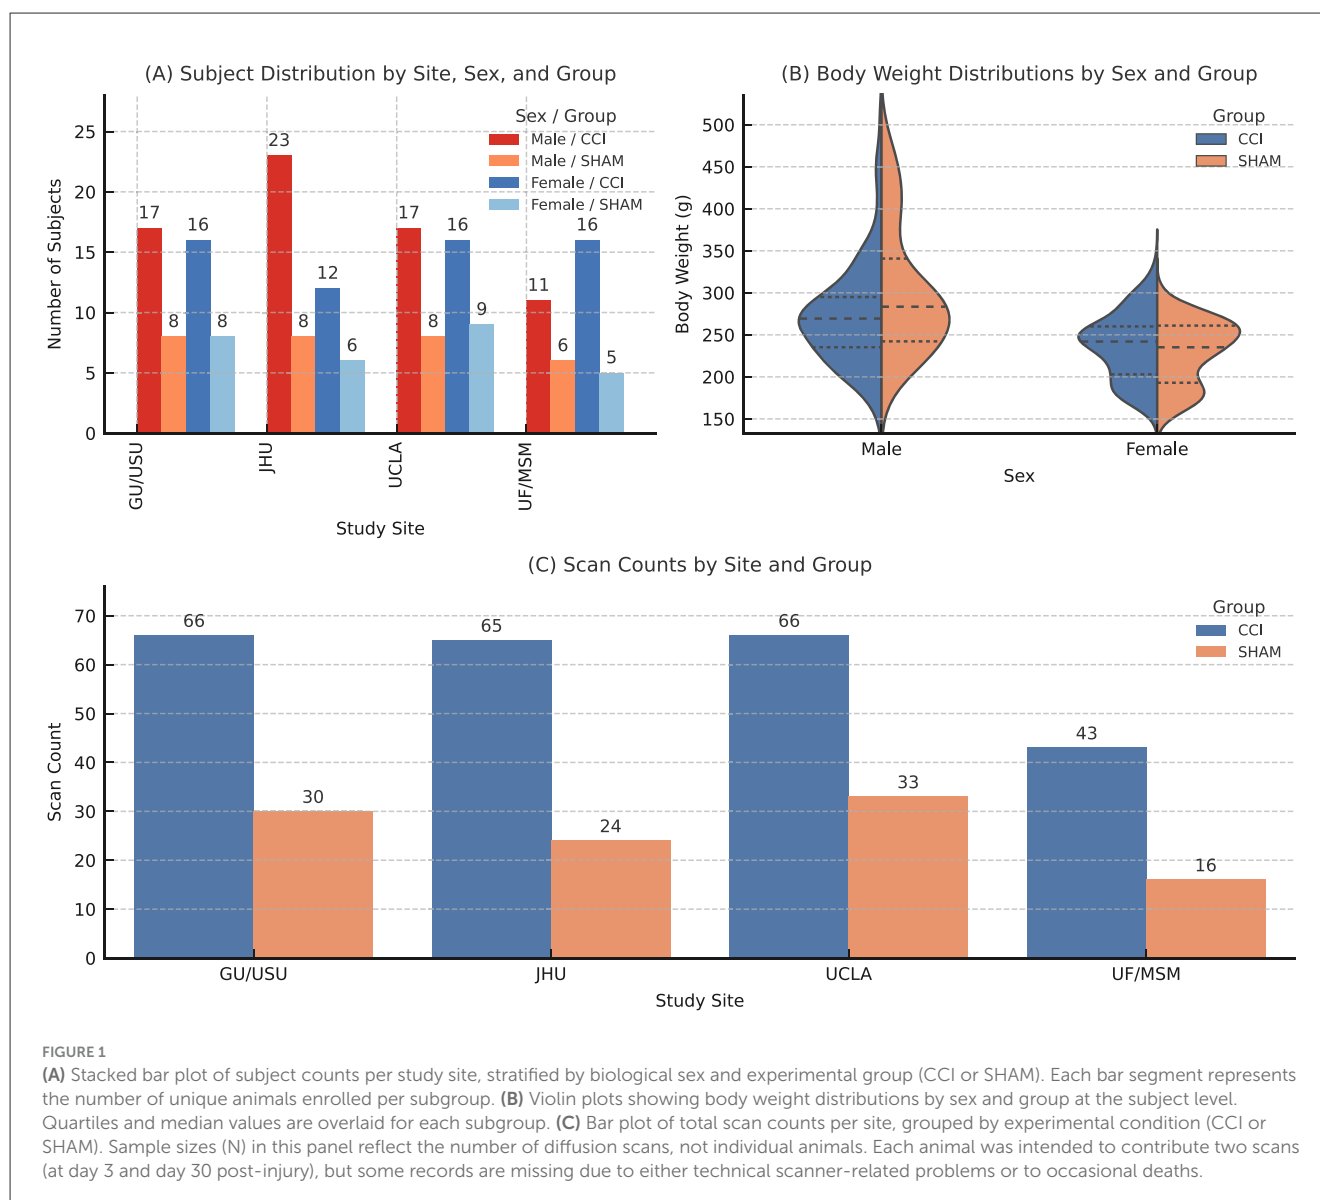 (A) Subject Distribution by Site, Sex, and Group
Number of Subjects
25
20
15
10
5
0
Sex / Group
Male / CCI
Male / SHAM
Female / CCI
Female / SHAM
17
8
16
8
23
8
12
6
17
8
16
9
11
6
16
5
GU/USU
JHU
UCLA
UF/MSM
Study Site
(B) Body Weight Distributions by Sex and Group
Body Weight (g)
500
450
400
350
300
250
200
150
Group
CCI
SHAM
Male
Female
Sex
(C) Scan Counts by Site and Group
Scan Count
70
60
50
40
30
20
10
0
Group
CCI
SHAM
66
30
65
24
66
33
43
16
GU/USU
JHU
UCLA
UF/MSM
Study Site
FIGURE 1
(A) Stacked bar plot of subject counts per study site, stratified by biological sex and experimental group (CCI or SHAM). Each bar segment represents
the number of unique animals enrolled per subgroup. (B) Violin plots showing body weight distributions by sex and group at the subject level.
Quartiles and median values are overlaid for each subgroup. (C) Bar plot of total scan counts per site, grouped by experimental condition (CCI or
SHAM). Sample sizes (N) in this panel reflect the number of diffusion scans, not individual animals. Each animal was intended to contribute two scans
(at day 3 and day 30 post-injury), but some records are missing due to either technical scanner-related problems or to occasional deaths.